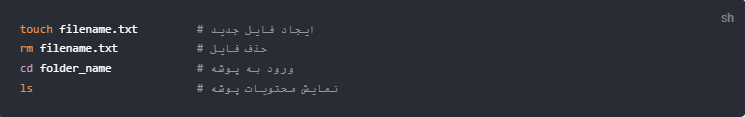 sh
touch filename.txt # ایجاد فایل جدید
rm filename.txt # حذف فایل
cd folder_name # ورود به پوشه
ls # نمایش محتویات پوشه